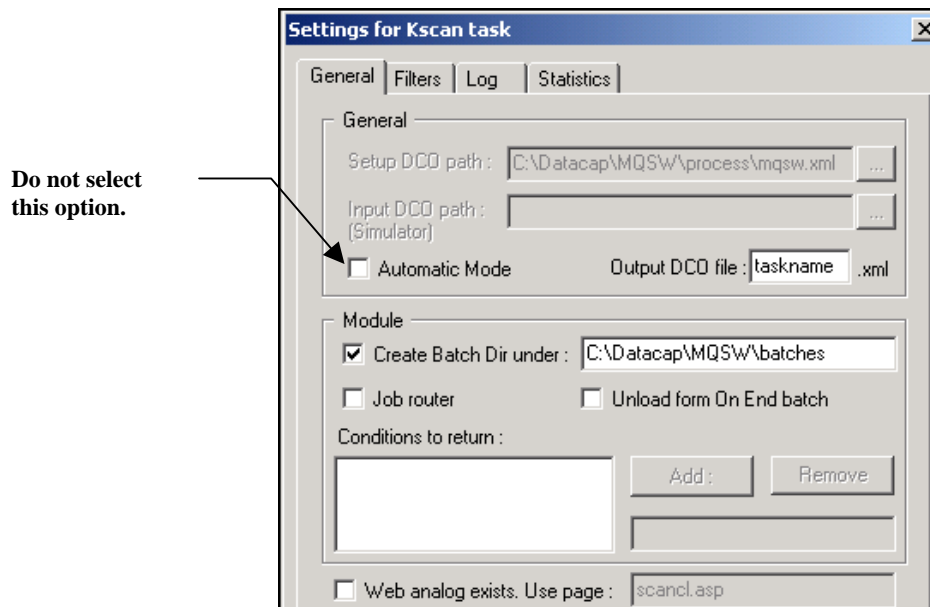 Settings for Kscan task
General Filters Log Statistics
General
Setup DCO path : C:\Datacap\MQSW\process\mqsw.xml ...
Do not select
this option.
Input DCO path : ...
(Simulator)
Automatic Mode Output DCO file : taskname .xml
Module
Create Batch Dir under : C:\Datacap\MQSW\batches
Job router Unload form On End batch
Conditions to return :
Add : Remove
Web analog exists. Use page : scancl.asp